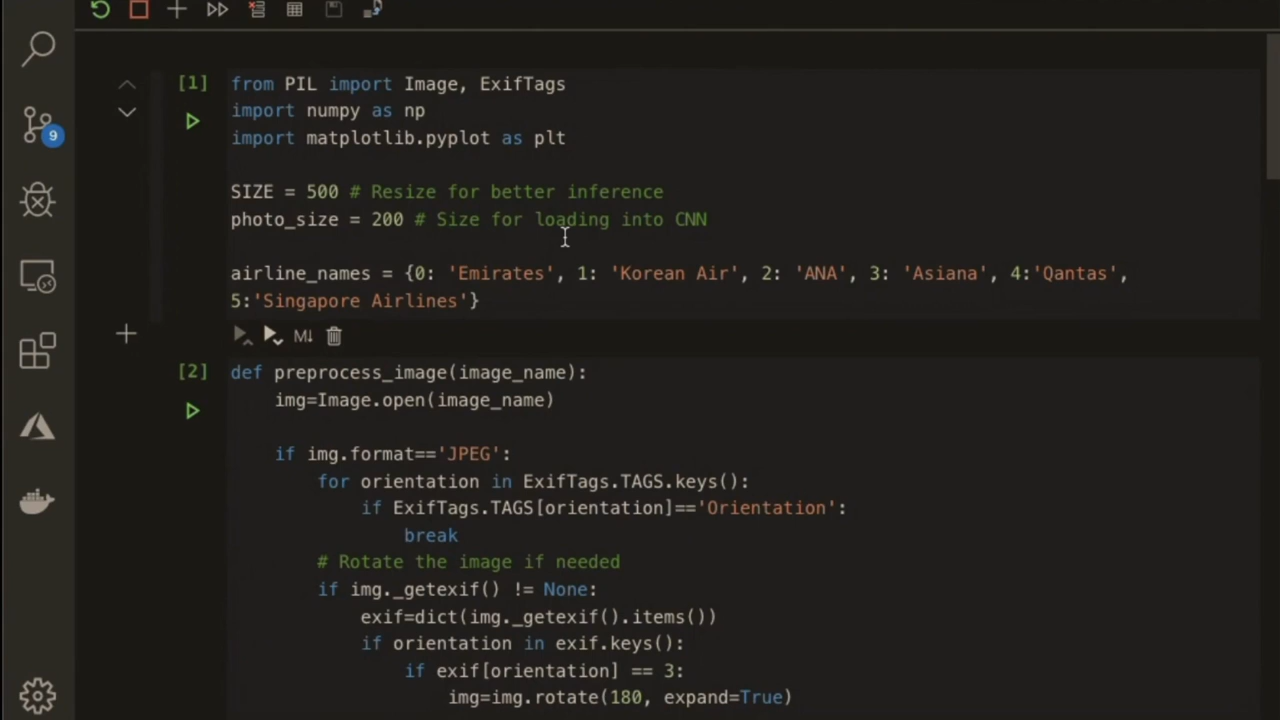 [1]
from PIL import Image, ExifTags
import numpy as np
import matplotlib.pyplot as plt
SIZE = 500 # Resize for better inference
photo_size = 200 # Size for loading into CNN
airline_names = {0: 'Emirates', 1: 'Korean Air', 2: 'ANA', 3: 'Asiana', 4:'Qantas',
5:'Singapore Airlines'}
M↓
[2]
def preprocess_image(image_name):
img=Image.open(image_name)
if img.format=='JPEG':
for orientation in ExifTags.TAGS.keys():
if ExifTags.TAGS[orientation]=='Orientation':
break
# Rotate the image if needed
if img._getexif() != None:
exif=dict(img._getexif().items())
if orientation in exif.keys():
if exif[orientation] == 3:
img=img.rotate(180, expand=True)
9